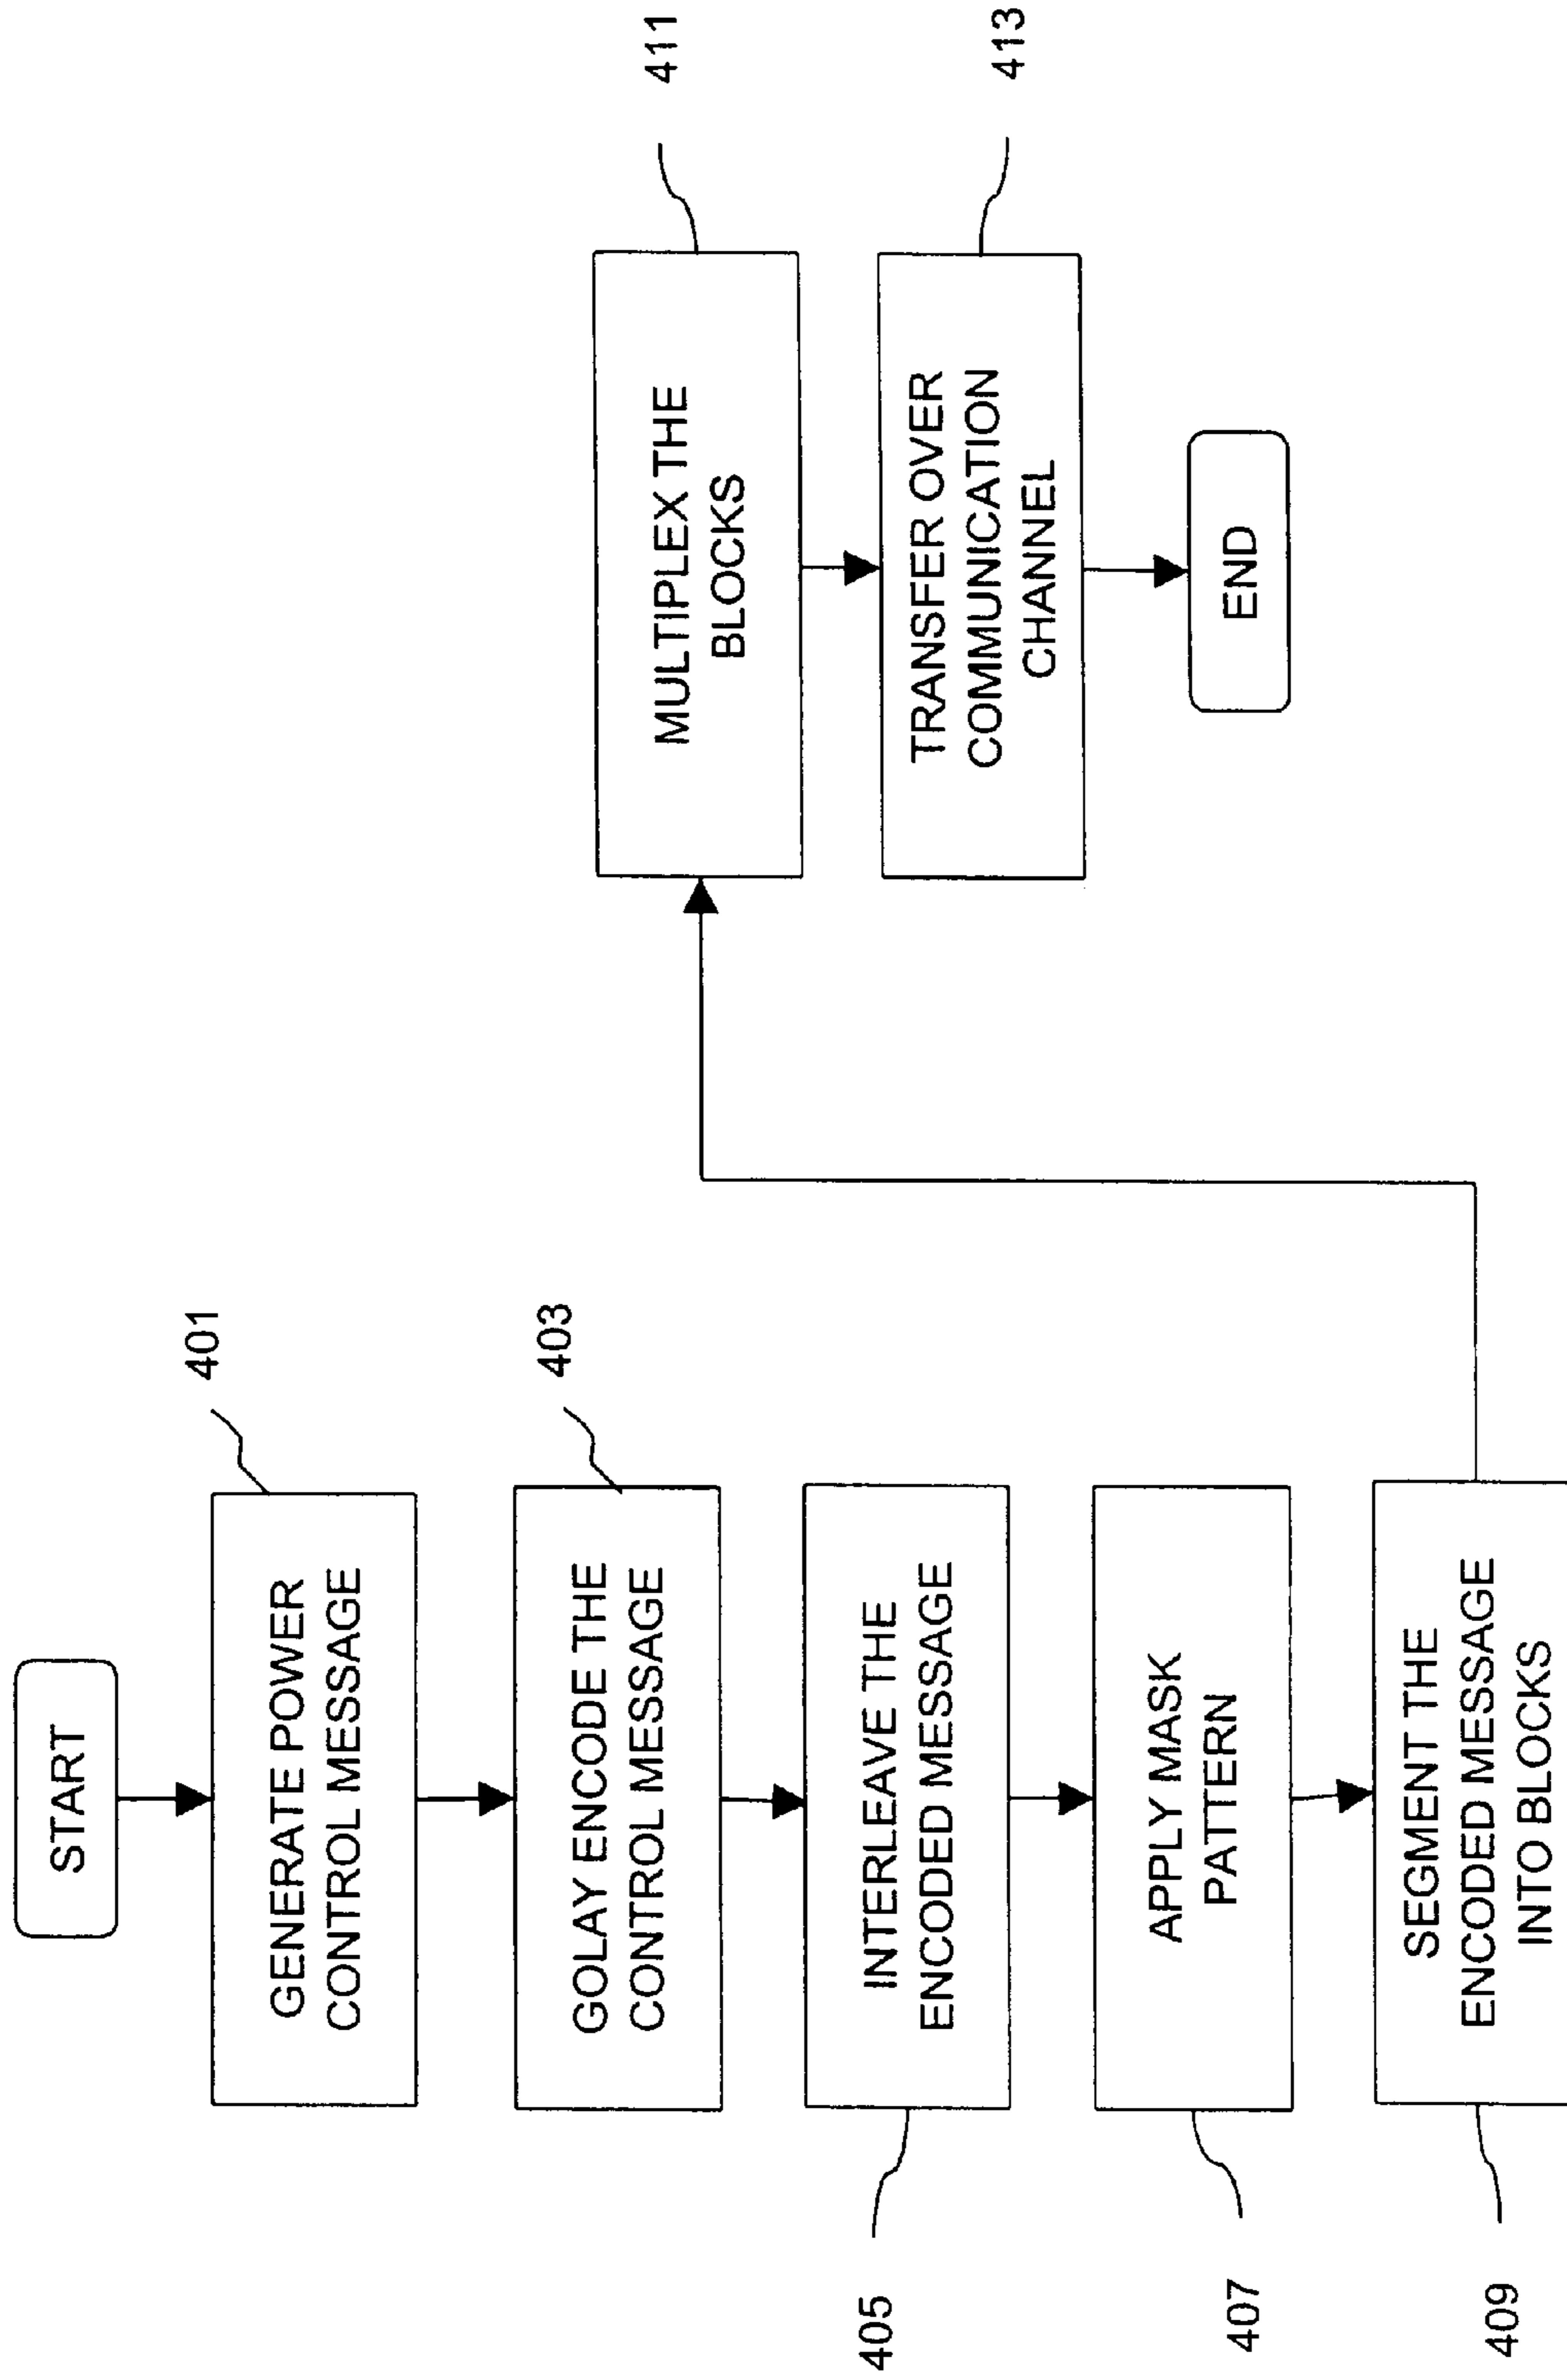 START
GENERATE POWER
CONTROL MESSAGE
401
GOLAY ENCODE THE
CONTROL MESSAGE
403
INTERLEAVE THE
ENCODED MESSAGE
405
APPLY MASK
PATTERN
407
SEGMENT THE
ENCODED MESSAGE
INTO BLOCKS
409
MULTIPLEX THE
BLOCKS
411
TRANSFER OVER
COMMUNICATION
CHANNEL
413
END